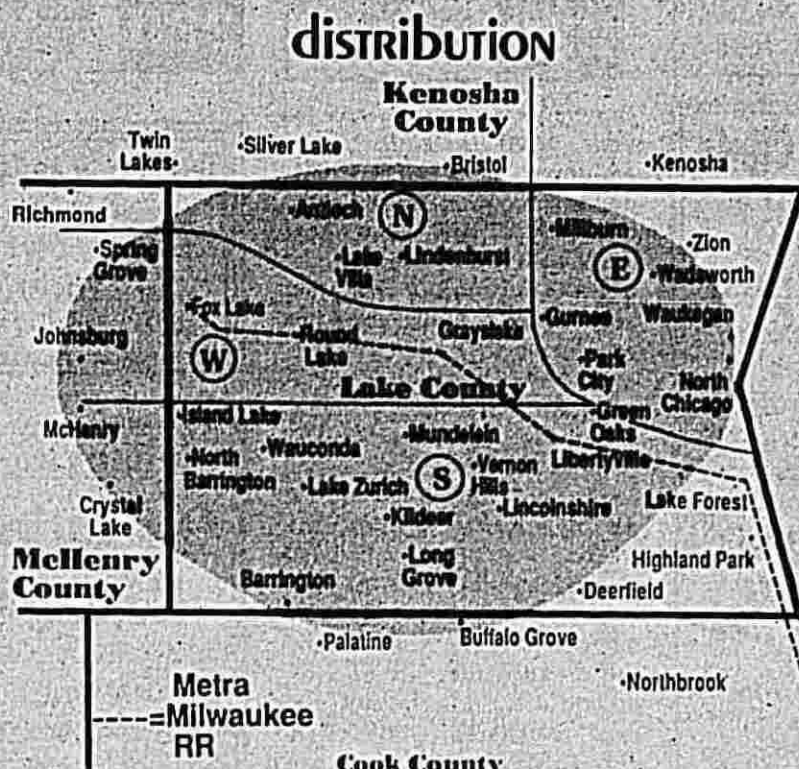 distribution
Kenosha
County
Twin
Lakes
Silver Lake
Bristol
Kenosha
Richmond
Antioch
N
Millburn
Zion
Spring
Grove
Lake
Villa
Lindenhurst
E
Wadsworth
Fox Lake
Gurnee
Waukegan
Johnsburg
Round
Lake
Grayslake
W
Park
City
Lake County
North
Chicago
McHenry
Island Lake
Green
Oaks
Mundelein
Wauconda
North
Barrington
Lake Zurich
S
Vernon
Hills
Libertyville
Crystal
Lake
Kildeer
Lincolnshire
Lake Forest
McHenry
County
Barrington
Long
Grove
Highland Park
Deerfield
Palatine
Buffalo Grove
Northbrook
Metra
----=Milwaukee
RR
Cook County